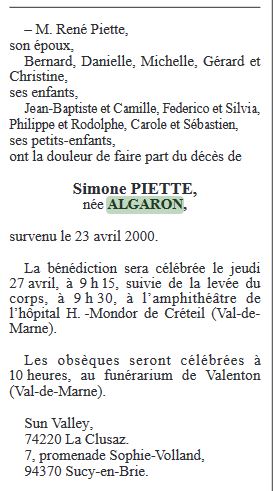 – M. René Piette,
son époux,
Bernard, Danielle, Michelle, Gérard et
Christine,
ses enfants,
Jean-Baptiste et Camille, Federico et Silvia,
Philippe et Rodolphe, Carole et Sébastien,
ses petits-enfants,
ont la douleur de faire part du décès de
Simone PIETTE,
née ALGARON,
survenu le 23 avril 2000.
La bénédiction sera célébrée le jeudi
27 avril, à 9 h 15, suivie de la levée du
corps, à 9 h 30, à l'amphithéâtre de
l'hôpital H. -Mondor de Créteil (Val-de-
Marne).
Les obsèques seront célébrées à
10 heures, au funérarium de Valenton
(Val-de-Marne).
Sun Valley,
74220 La Clusaz.
7, promenade Sophie-Volland,
94370 Sucy-en-Brie.